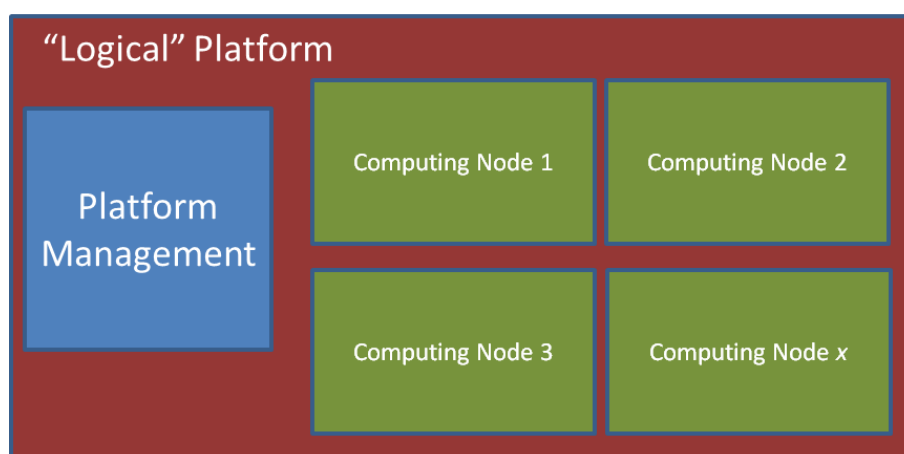 “Logical” Platform
Platform
Management
Computing Node 1
Computing Node 2
Computing Node 3
Computing Node x